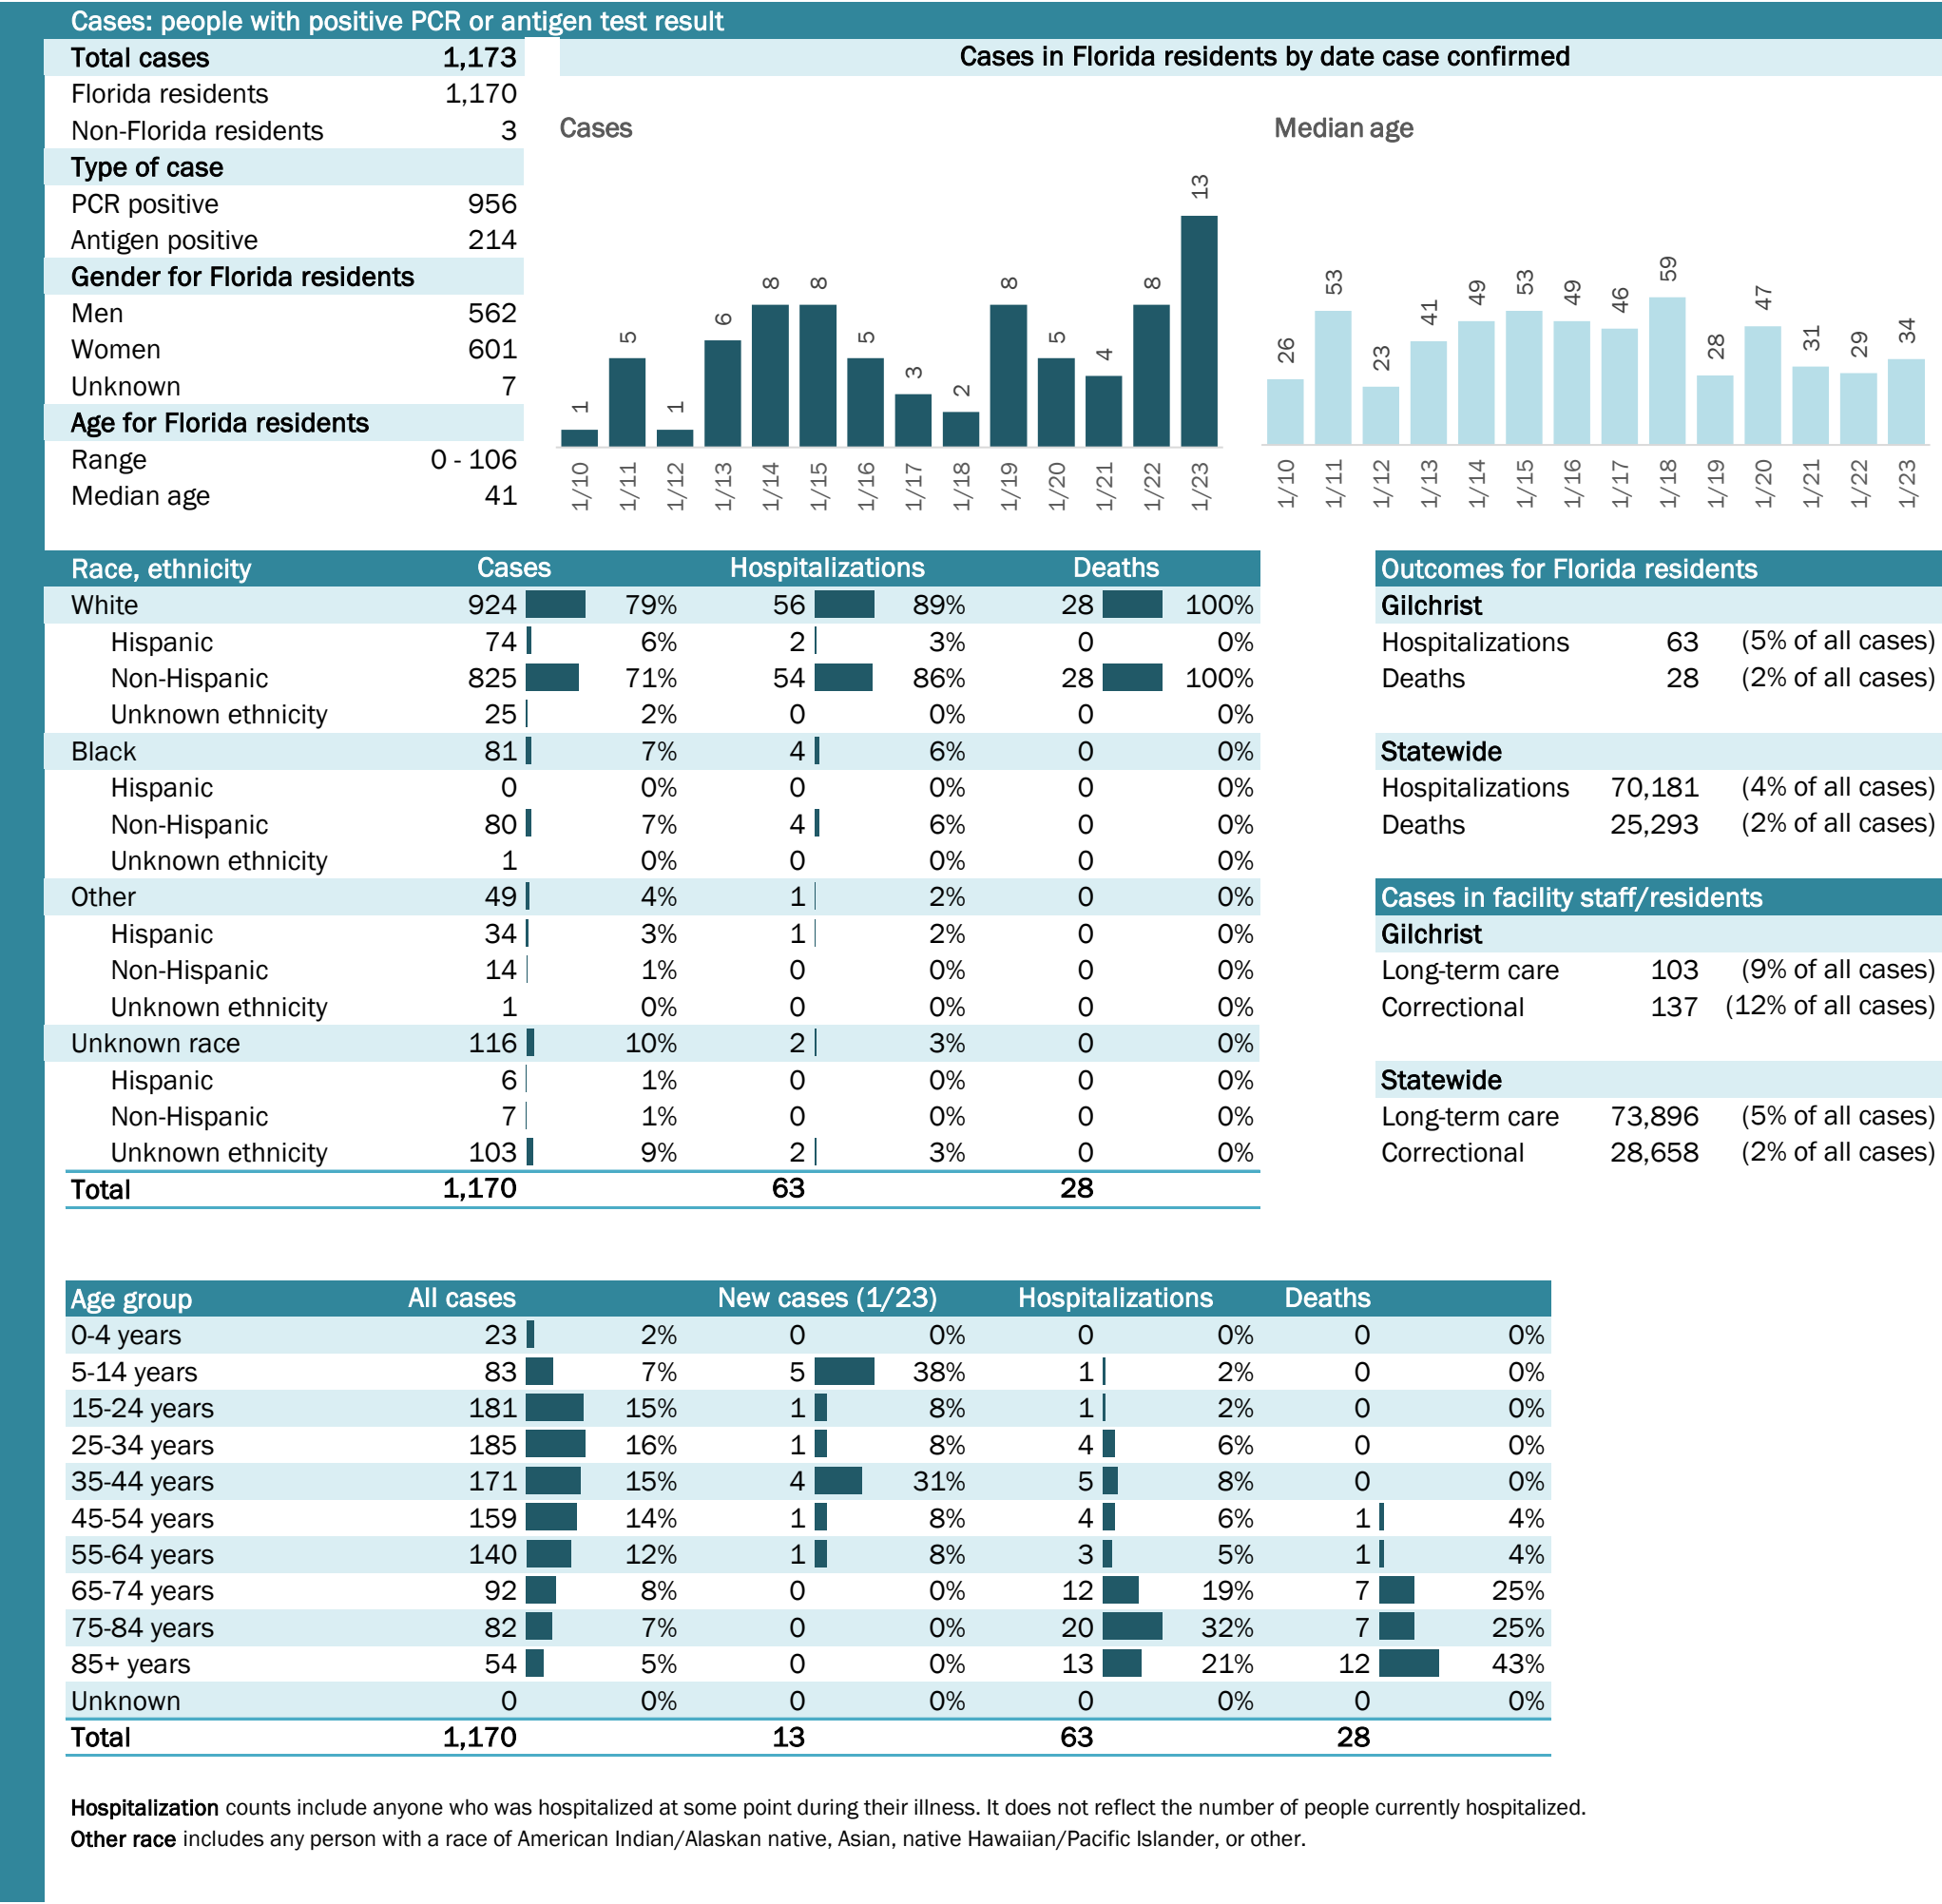 Cases: people with positive PCR or antigen test result
Total cases 1,173
Florida residents 1,170
Non-Florida residents 3
Type of case
PCR positive 956
Antigen positive 214
Gender for Florida residents
Men 562
Women 601
Unknown 7
Age for Florida residents
Range 0 - 106
Median age 41
Cases in Florida residents by date case confirmed
Cases
1 5 1 6 8 8 5 3 2 8 5 4 8 13
1/10 1/11 1/12 1/13 1/14 1/15 1/16 1/17 1/18 1/19 1/20 1/21 1/22 1/23
Median age
26 53 23 41 49 53 49 46 59 28 47 31 29 34
1/10 1/11 1/12 1/13 1/14 1/15 1/16 1/17 1/18 1/19 1/20 1/21 1/22 1/23
Race, ethnicity Cases Hospitalizations Deaths
White 924 79% 56 89% 28 100%
Hispanic 74 6% 2 3% 0 0%
Non-Hispanic 825 71% 54 86% 28 100%
Unknown ethnicity 25 2% 0 0% 0 0%
Black 81 7% 4 6% 0 0%
Hispanic 0 0% 0 0% 0 0%
Non-Hispanic 80 7% 4 6% 0 0%
Unknown ethnicity 1 0% 0 0% 0 0%
Other 49 4% 1 2% 0 0%
Hispanic 34 3% 1 2% 0 0%
Non-Hispanic 14 1% 0 0% 0 0%
Unknown ethnicity 1 0% 0 0% 0 0%
Unknown race 116 10% 2 3% 0 0%
Hispanic 6 1% 0 0% 0 0%
Non-Hispanic 7 1% 0 0% 0 0%
Unknown ethnicity 103 9% 2 3% 0 0%
Total 1,170 63 28
Outcomes for Florida residents
Gilchrist
Hospitalizations 63 (5% of all cases)
Deaths 28 (2% of all cases)
Statewide
Hospitalizations 70,181 (4% of all cases)
Deaths 25,293 (2% of all cases)
Cases in facility staff/residents
Gilchrist
Long-term care 103 (9% of all cases)
Correctional 137 (12% of all cases)
Statewide
Long-term care 73,896 (5% of all cases)
Correctional 28,658 (2% of all cases)
Age group All cases New cases (1/23) Hospitalizations Deaths
0-4 years 23 2% 0 0% 0 0% 0 0%
5-14 years 83 7% 5 38% 1 2% 0 0%
15-24 years 181 15% 1 8% 1 2% 0 0%
25-34 years 185 16% 1 8% 4 6% 0 0%
35-44 years 171 15% 4 31% 5 8% 0 0%
45-54 years 159 14% 1 8% 4 6% 1 4%
55-64 years 140 12% 1 8% 3 5% 1 4%
65-74 years 92 8% 0 0% 12 19% 7 25%
75-84 years 82 7% 0 0% 20 32% 7 25%
85+ years 54 5% 0 0% 13 21% 12 43%
Unknown 0 0% 0 0% 0 0% 0 0%
Total 1,170 13 63 28
Hospitalization counts include anyone who was hospitalized at some point during their illness. It does not reflect the number of people currently hospitalized.
Other race includes any person with a race of American Indian/Alaskan native, Asian, native Hawaiian/Pacific Islander, or other.